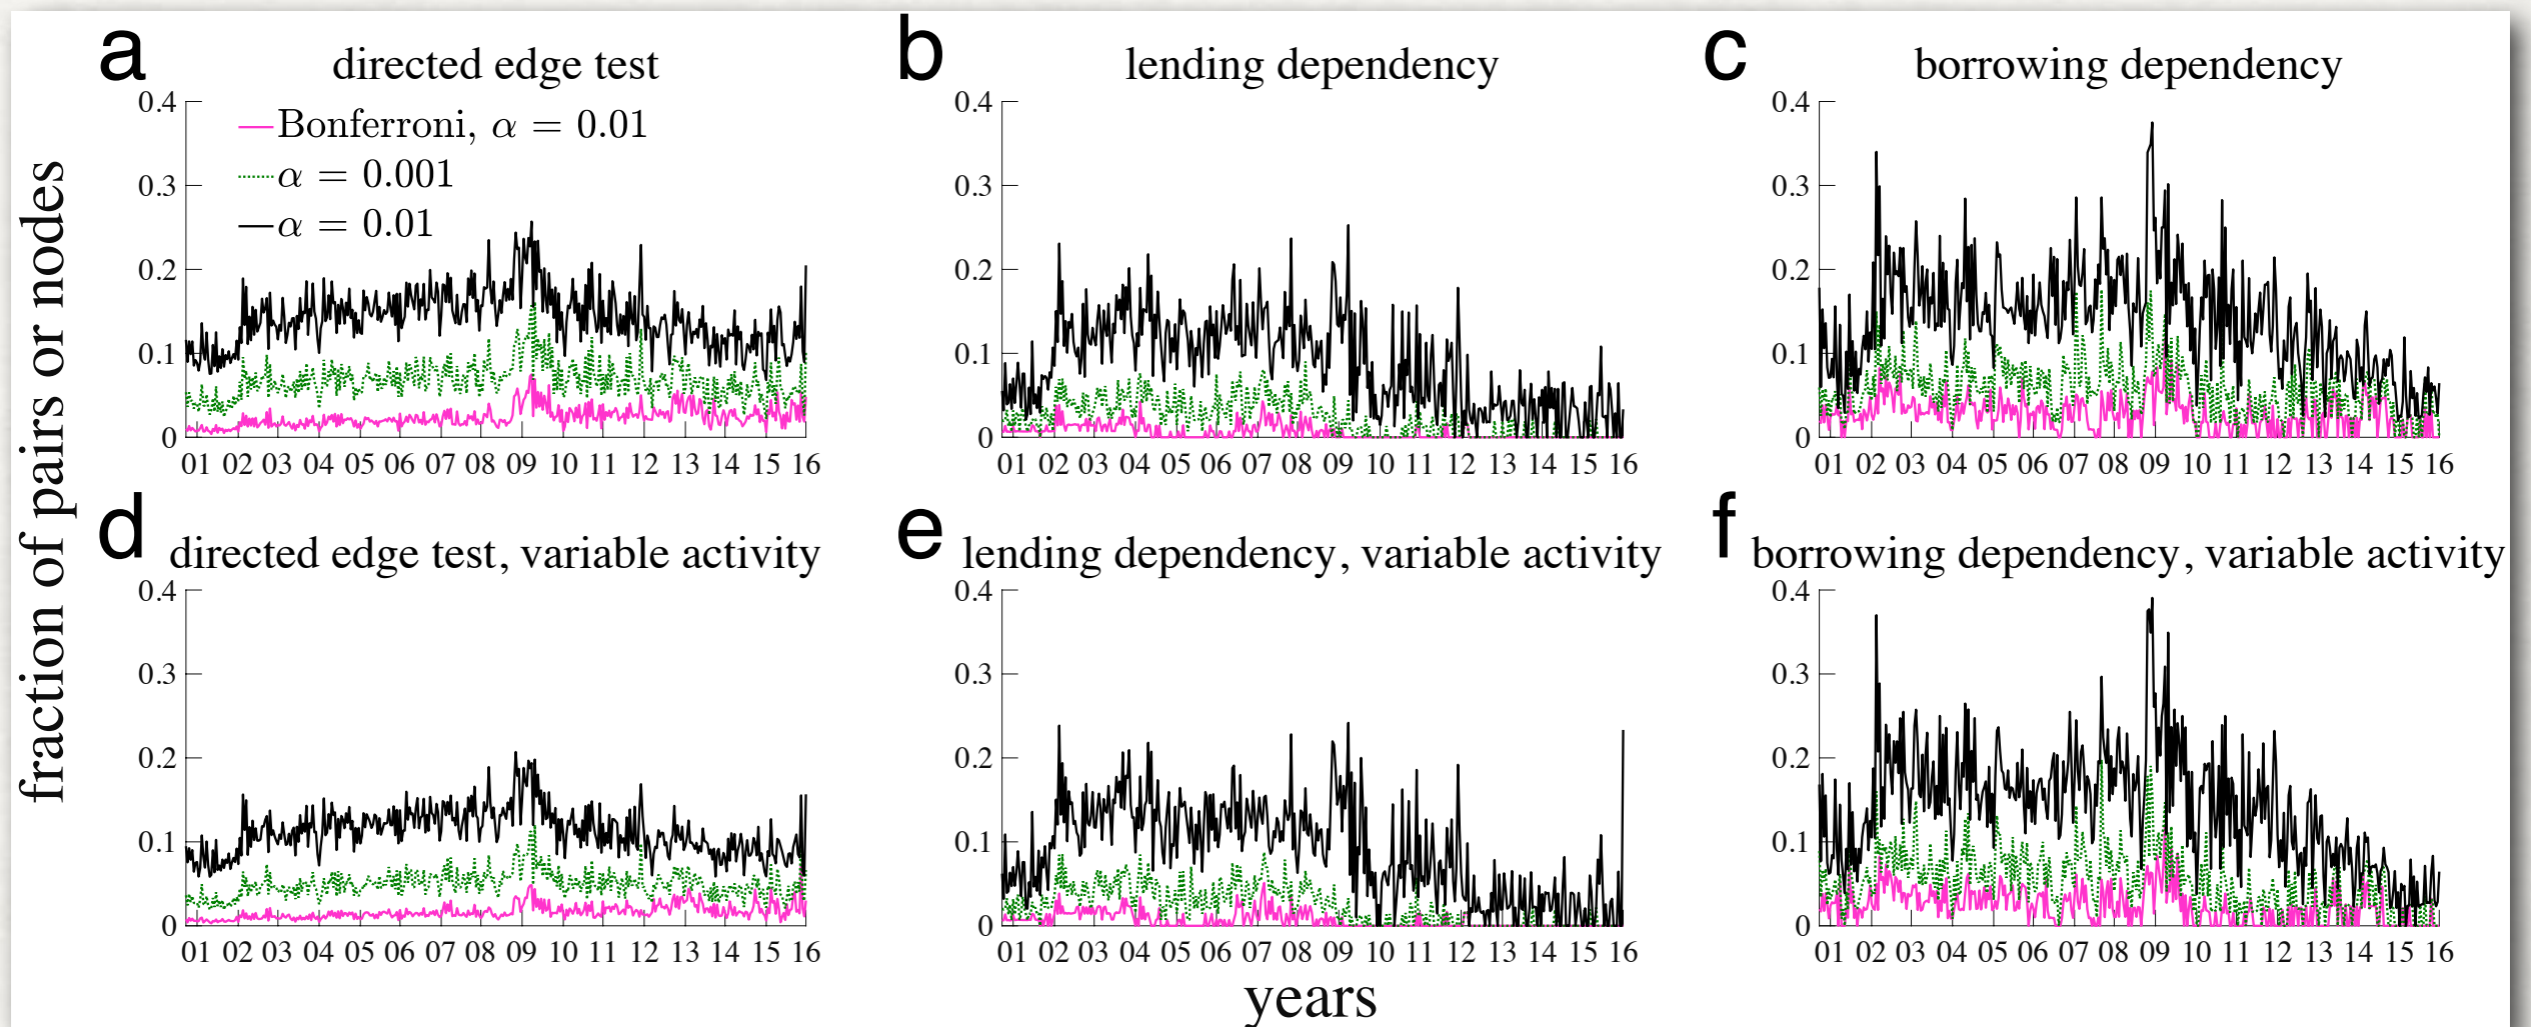 a
directed edge test
0.4
0.3
0.2
0.1
0
Bonferroni, α = 0.01
α = 0.001
α = 0.01
01 02 03 04 05 06 07 08 09 10 11 12 13 14 15 16
b
lending dependency
0.4
0.3
0.2
0.1
0
01 02 03 04 05 06 07 08 09 10 11 12 13 14 15 16
c
borrowing dependency
0.4
0.3
0.2
0.1
0
01 02 03 04 05 06 07 08 09 10 11 12 13 14 15 16
fraction of pairs or nodes
d
directed edge test, variable activity
0.4
0.3
0.2
0.1
0
01 02 03 04 05 06 07 08 09 10 11 12 13 14 15 16
e
lending dependency, variable activity
0.4
0.3
0.2
0.1
0
01 02 03 04 05 06 07 08 09 10 11 12 13 14 15 16
f
borrowing dependency, variable activity
0.4
0.3
0.2
0.1
0
01 02 03 04 05 06 07 08 09 10 11 12 13 14 15 16
years